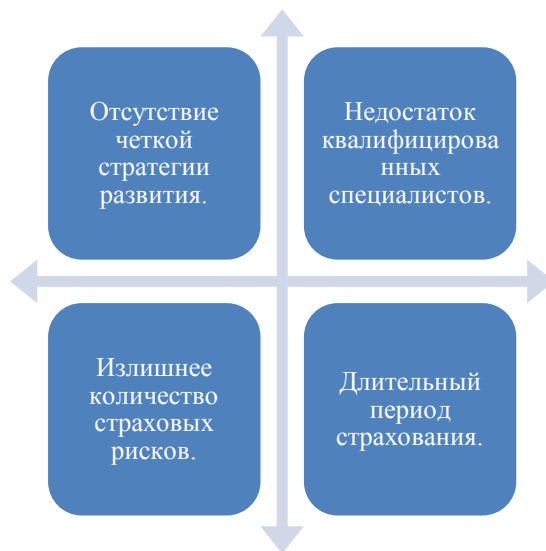 Отсутствие
четкой
стратегии
развития.
Недостаток
квалифицирова
нных
специалистов.
Излишнее
количество
страховых
рисков.
Длительный
период
страхования.